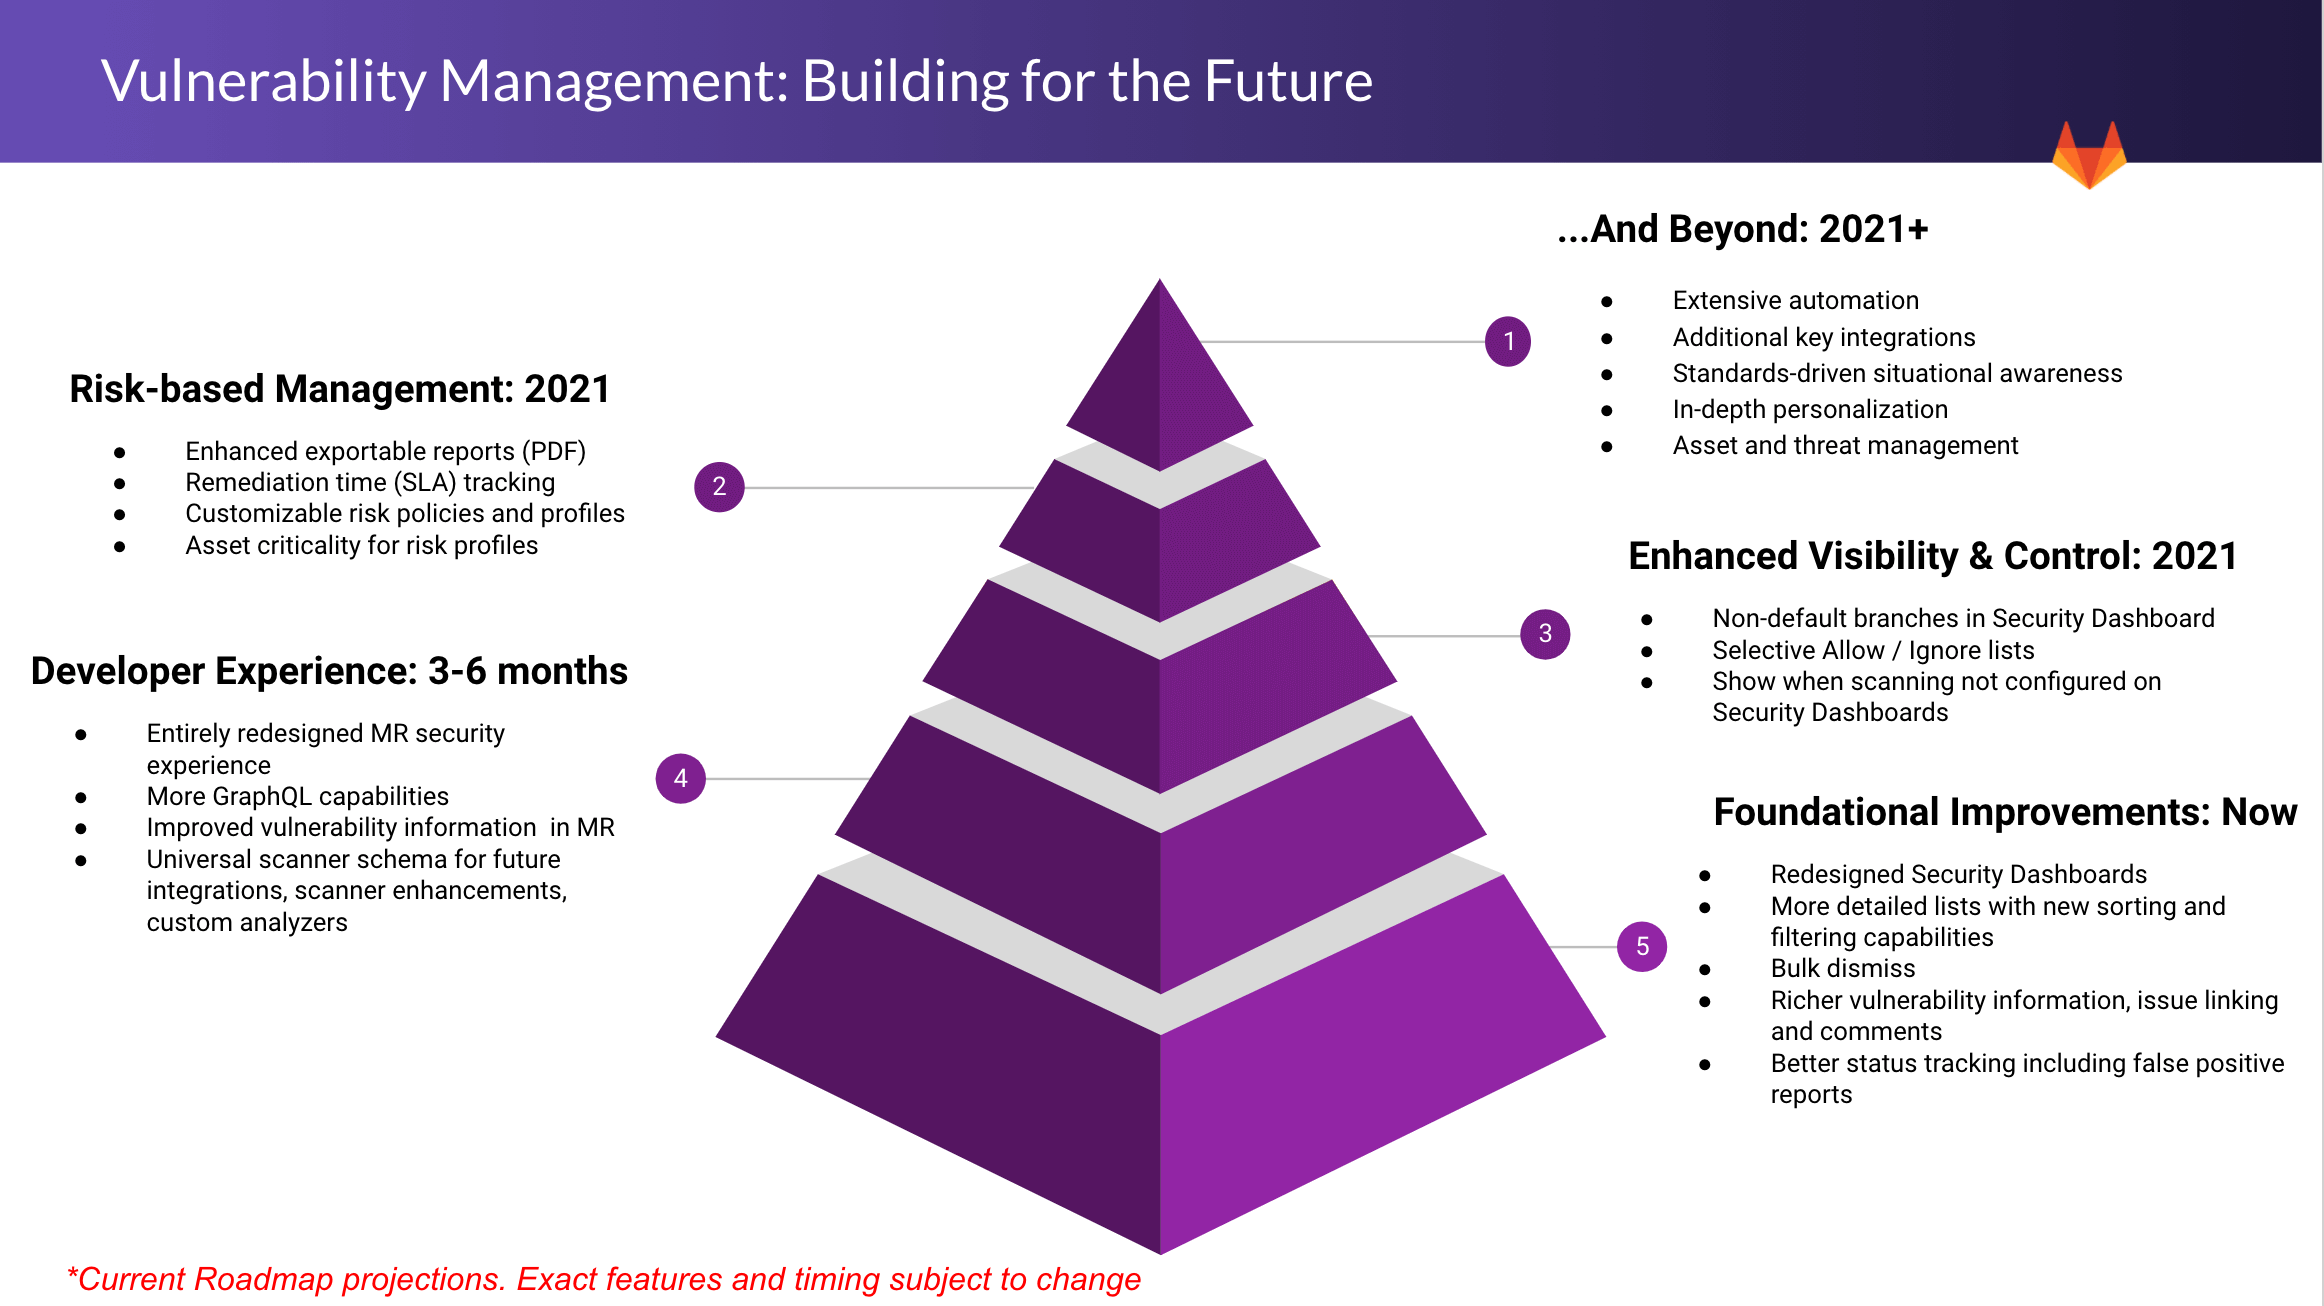 Vulnerability Management: Building for the Future
...And Beyond: 2021+
Extensive automation
Additional key integrations
Standards-driven situational awareness
In-depth personalization
Asset and threat management
1
Risk-based Management: 2021
Enhanced exportable reports (PDF)
Remediation time (SLA) tracking
Customizable risk policies and profiles
Asset criticality for risk profiles
2
Enhanced Visibility & Control: 2021
Non-default branches in Security Dashboard
Selective Allow / Ignore lists
Show when scanning not configured on
Security Dashboards
3
Developer Experience: 3-6 months
Entirely redesigned MR security
experience
More GraphQL capabilities
Improved vulnerability information  in MR
Universal scanner schema for future
integrations, scanner enhancements,
custom analyzers
4
Foundational Improvements: Now
Redesigned Security Dashboards
More detailed lists with new sorting and
filtering capabilities
Bulk dismiss
Richer vulnerability information, issue linking
and comments
Better status tracking including false positive
reports
5
*Current Roadmap projections. Exact features and timing subject to change